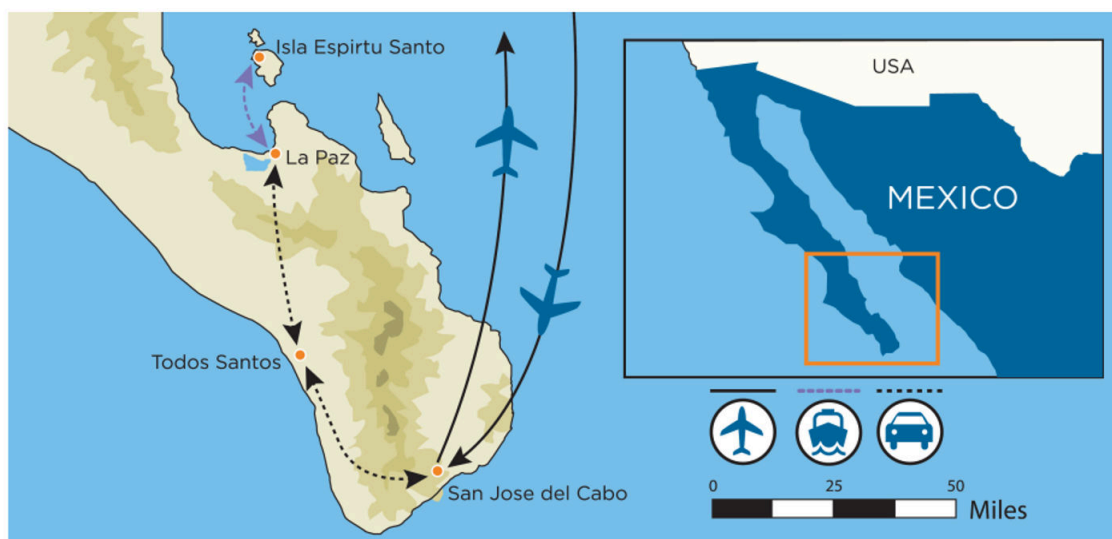 Isla Espirtu Santo
La Paz
Todos Santos
San Jose del Cabo
USA
MEXICO
0 25 50
Miles